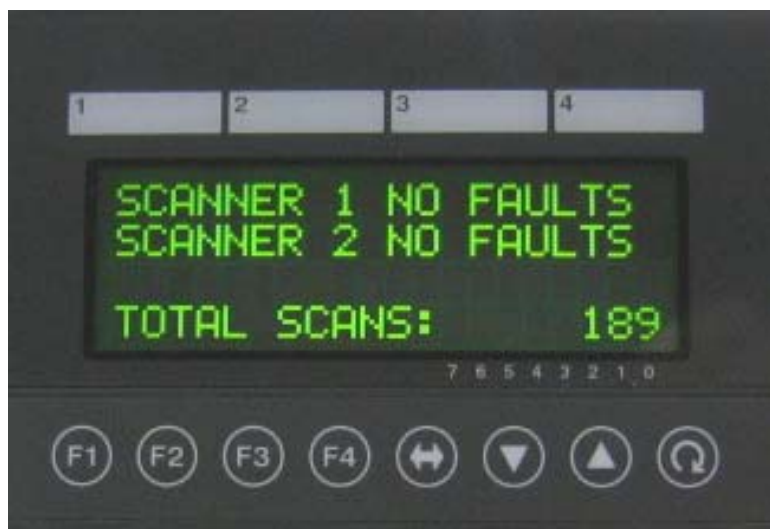 1 2 3 4
SCANNER 1 NO FAULTS
SCANNER 2 NO FAULTS
TOTAL SCANS: 189
7 6 5 4 3 2 1 0
F1 F2 F3 F4